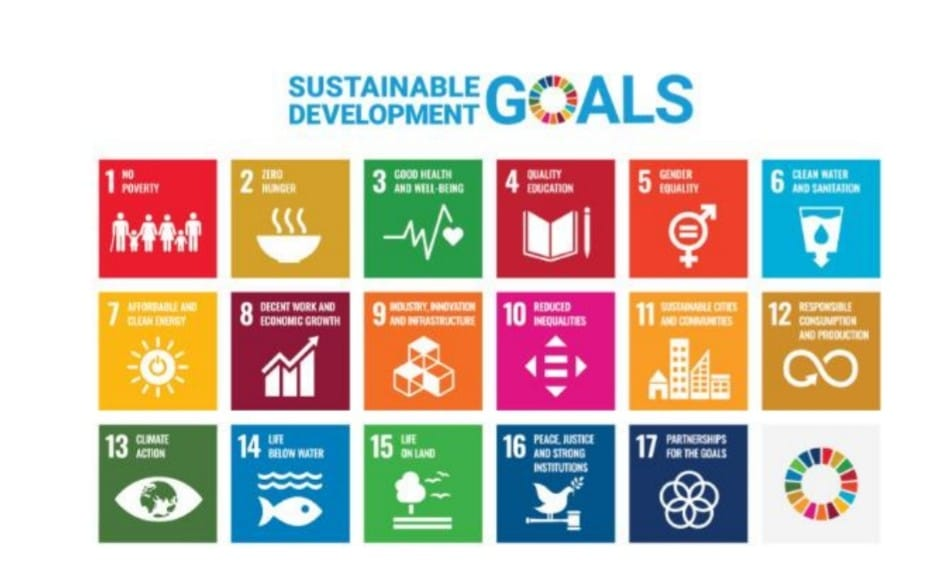 SUSTAINABLE
DEVELOPMENT GOALS
1 NO
POVERTY
2 ZERO
HUNGER
3 GOOD HEALTH
AND WELL-BEING
4 QUALITY
EDUCATION
5 GENDER
EQUALITY
6 CLEAN WATER
AND SANITATION
7 AFFORDABLE AND
CLEAN ENERGY
8 DECENT WORK AND
ECONOMIC GROWTH
9 INDUSTRY, INNOVATION
AND INFRASTRUCTURE
10 REDUCED
INEQUALITIES
11 SUSTAINABLE CITIES
AND COMMUNITIES
12 RESPONSIBLE
CONSUMPTION
AND PRODUCTION
13 CLIMATE
ACTION
14 LIFE
BELOW WATER
15 LIFE
ON LAND
16 PEACE, JUSTICE
AND STRONG
INSTITUTIONS
17 PARTNERSHIPS
FOR THE GOALS